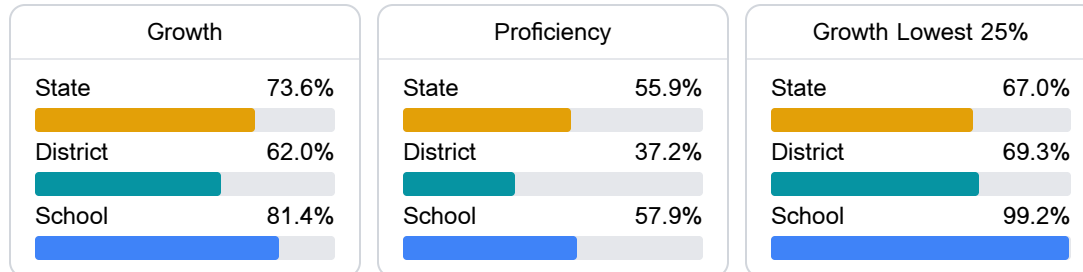 Growth
State 73.6%
District 62.0%
School 81.4%
Proficiency
State 55.9%
District 37.2%
School 57.9%
Growth Lowest 25%
State 67.0%
District 69.3%
School 99.2%